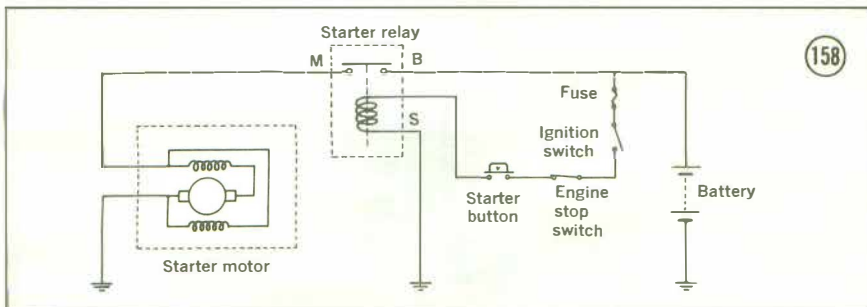 Starter relay
158
M
B
Fuse
S
Ignition
switch
Starter
button
Engine
stop
switch
Battery
Starter motor